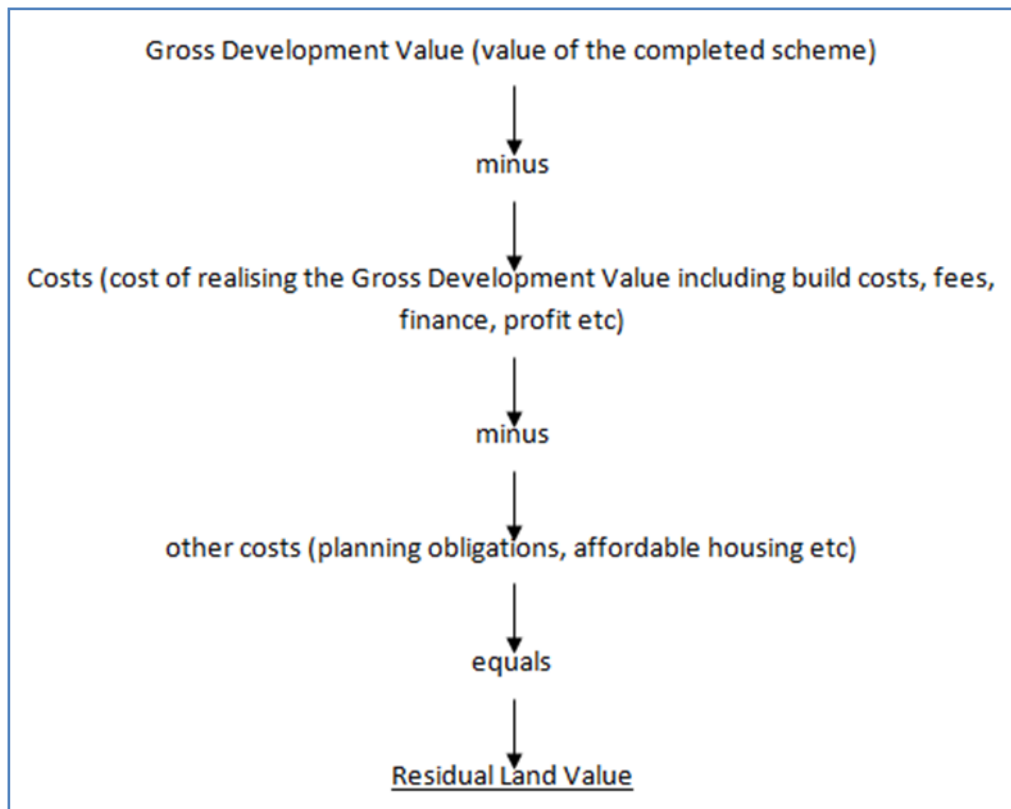 Gross Development Value (value of the completed scheme)
minus
Costs (cost of realising the Gross Development Value including build costs, fees,
finance, profit etc)
minus
other costs (planning obligations, affordable housing etc)
equals
Residual Land Value